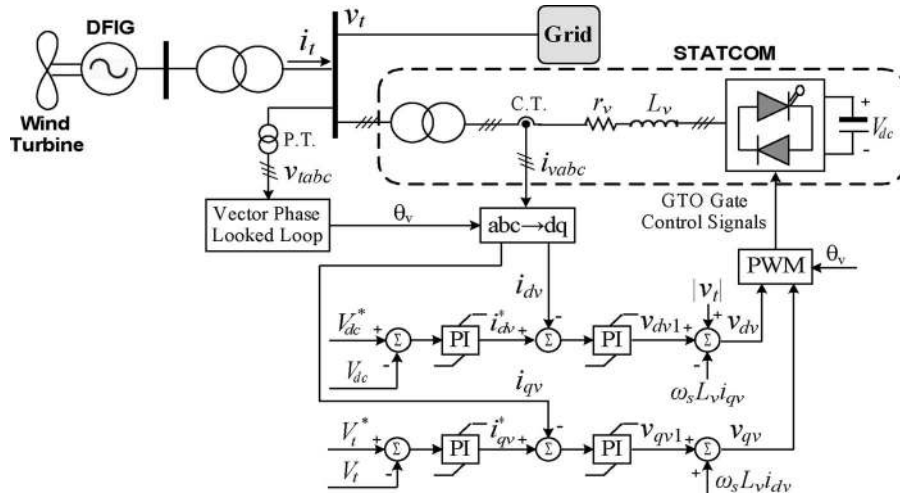 DFIG
i_t
v_t
Grid
STATCOM
Wind
Turbine
P.T.
C.T.
r_v
L_v
+
V_dc
-
v_tabc
i_vabc
Vector Phase
Looked Loop
θ_v
abc→dq
GTO Gate
Control Signals
PWM
θ_v
i_dv
|v_t|
V_dc* + Σ PI i_dv* + Σ - PI v_dv1 + Σ + v_dv
V_dc -
- ω_s L_v i_qv
i_qv
V_t* + Σ PI i_qv* + Σ - PI v_qv1 + Σ v_qv
V_t -
+ ω_s L_v i_dv